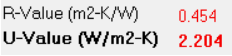 R-Value (m2-K/W) 0.454
U-Value (W/m2-K) 2.204